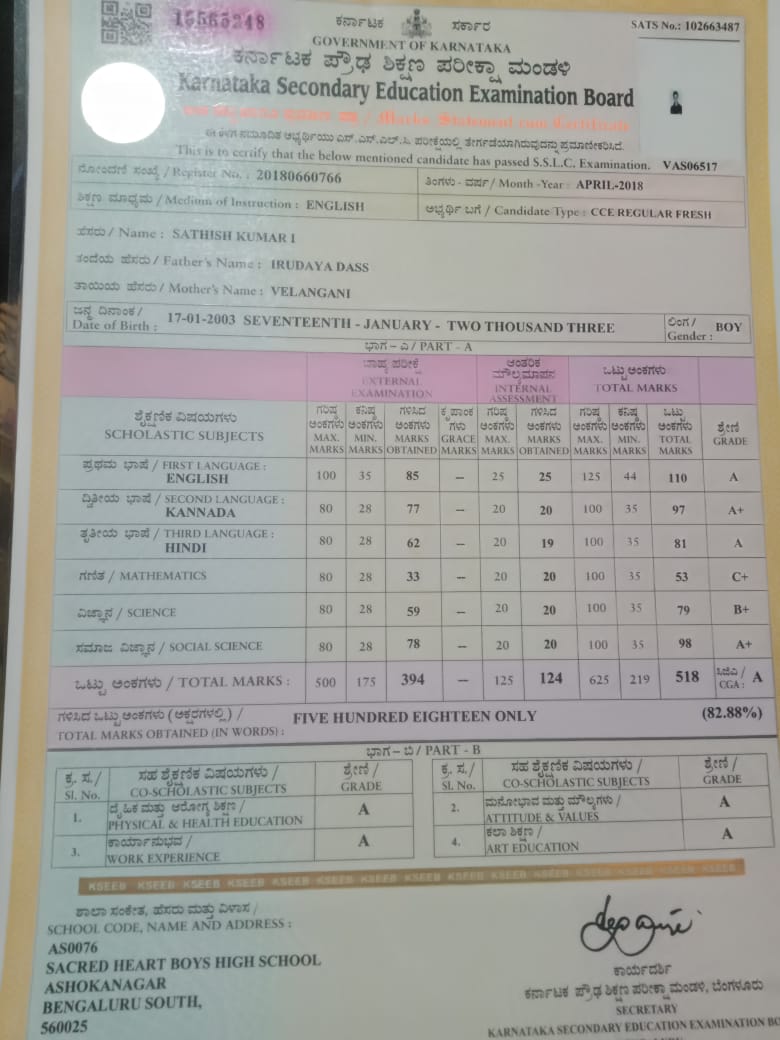 15563248
ಕರ್ನಾಟಕ ಸರ್ಕಾರ
SATS No.: 102663487
GOVERNMENT OF KARNATAKA
ಕರ್ನಾಟಕ ಪ್ರೌಢ ಶಿಕ್ಷಣ ಪರೀಕ್ಷಾ ಮಂಡಳಿ
Karnataka Secondary Education Examination Board
/ Marks Statement cum Certificate
ಈ ಕೆಳಗೆ ನಮೂದಿತ ಅಭ್ಯರ್ಥಿಯು ಎಸ್.ಎಸ್.ಎಲ್.ಸಿ. ಪರೀಕ್ಷೆಯಲ್ಲಿ ತೇರ್ಗಡೆಯಾಗಿರುವುದನ್ನು ಪ್ರಮಾಣೀಕರಿಸಿದೆ.
This is to certify that the below mentioned candidate has passed S.S.L.C. Examination. VAS06517
ನೋಂದಣಿ ಸಂಖ್ಯೆ / Register No. : 20180660766 ತಿಂಗಳು - ವರ್ಷ / Month -Year : APRIL-2018
ಶಿಕ್ಷಣ ಮಾಧ್ಯಮ / Medium of Instruction : ENGLISH ಅಭ್ಯರ್ಥಿ ಬಗೆ / Candidate Type : CCE REGULAR FRESH
ಹೆಸರು / Name : SATHISH KUMAR I
ತಂದೆಯ ಹೆಸರು / Father's Name : IRUDAYA DASS
ತಾಯಿಯ ಹೆಸರು / Mother's Name : VELANGANI
ಜನ್ಮ ದಿನಾಂಕ / Date of Birth : 17-01-2003 SEVENTEENTH - JANUARY - TWO THOUSAND THREE ಲಿಂಗ / Gender : BOY
ಭಾಗ - ಎ / PART - A
ಬಾಹ್ಯ ಪರೀಕ್ಷೆ EXTERNAL EXAMINATION ಆಂತರಿಕ ಮೌಲ್ಯಮಾಪನ INTERNAL ASSESSMENT ಒಟ್ಟು ಅಂಕಗಳು TOTAL MARKS
ಶೈಕ್ಷಣಿಕ ವಿಷಯಗಳು SCHOLASTIC SUBJECTS ಗರಿಷ್ಠ ಅಂಕಗಳು MAX. MARKS ಕನಿಷ್ಠ ಅಂಕಗಳು MIN. MARKS ಗಳಿಸಿದ ಅಂಕಗಳು MARKS OBTAINED ಕೃಪಾಂಕಗಳು GRACE MARKS ಗರಿಷ್ಠ ಅಂಕಗಳು MAX. MARKS ಗಳಿಸಿದ ಅಂಕಗಳು MARKS OBTAINED ಗರಿಷ್ಠ ಅಂಕಗಳು MAX. MARKS ಕನಿಷ್ಠ ಅಂಕಗಳು MIN. MARKS ಒಟ್ಟು ಅಂಕಗಳು TOTAL MARKS ಶ್ರೇಣಿ GRADE
ಪ್ರಥಮ ಭಾಷೆ / FIRST LANGUAGE :
ENGLISH 100 35 85 -- 25 25 125 44 110 A
ದ್ವಿತೀಯ ಭಾಷೆ / SECOND LANGUAGE :
KANNADA 80 28 77 -- 20 20 100 35 97 A+
ತೃತೀಯ ಭಾಷೆ / THIRD LANGUAGE :
HINDI 80 28 62 -- 20 19 100 35 81 A
ಗಣಿತ / MATHEMATICS 80 28 33 -- 20 20 100 35 53 C+
ವಿಜ್ಞಾನ / SCIENCE 80 28 59 -- 20 20 100 35 79 B+
ಸಮಾಜ ವಿಜ್ಞಾನ / SOCIAL SCIENCE 80 28 78 -- 20 20 100 35 98 A+
ಒಟ್ಟು ಅಂಕಗಳು / TOTAL MARKS : 500 175 394 -- 125 124 625 219 518 ಸಿಜಿಎ / CGA : A
ಗಳಿಸಿದ ಒಟ್ಟು ಅಂಕಗಳು (ಅಕ್ಷರಗಳಲ್ಲಿ) /
TOTAL MARKS OBTAINED (IN WORDS) : FIVE HUNDRED EIGHTEEN ONLY (82.88%)
ಭಾಗ - ಬಿ / PART - B
ಕ್ರ. ಸ. / Sl. No. ಸಹ ಶೈಕ್ಷಣಿಕ ವಿಷಯಗಳು / CO-SCHOLASTIC SUBJECTS ಶ್ರೇಣಿ / GRADE ಕ್ರ. ಸ. / Sl. No. ಸಹ ಶೈಕ್ಷಣಿಕ ವಿಷಯಗಳು / CO-SCHOLASTIC SUBJECTS ಶ್ರೇಣಿ / GRADE
1. ದೈಹಿಕ ಮತ್ತು ಆರೋಗ್ಯ ಶಿಕ್ಷಣ / PHYSICAL & HEALTH EDUCATION A 2. ಮನೋಭಾವ ಮತ್ತು ಮೌಲ್ಯಗಳು / ATTITUDE & VALUES A
3. ಕಾರ್ಯಾನುಭವ / WORK EXPERIENCE A 4. ಕಲಾ ಶಿಕ್ಷಣ / ART EDUCATION A
KSEEB KSEEB KSEEB KSEEB KSEEB KSEEB KSEEB KSEEB KSEEB KSEEB KSEEB KSEEB KSEEB KSEEB
ಶಾಲಾ ಸಂಕೇತ, ಹೆಸರು ಮತ್ತು ವಿಳಾಸ /
SCHOOL CODE, NAME AND ADDRESS :
AS0076
SACRED HEART BOYS HIGH SCHOOL
ASHOKANAGAR
BENGALURU SOUTH,
560025
ಕಾರ್ಯದರ್ಶಿ
ಕರ್ನಾಟಕ ಪ್ರೌಢ ಶಿಕ್ಷಣ ಪರೀಕ್ಷಾ ಮಂಡಳಿ, ಬೆಂಗಳೂರು
SECRETARY
KARNATAKA SECONDARY EDUCATION EXAMINATION BO